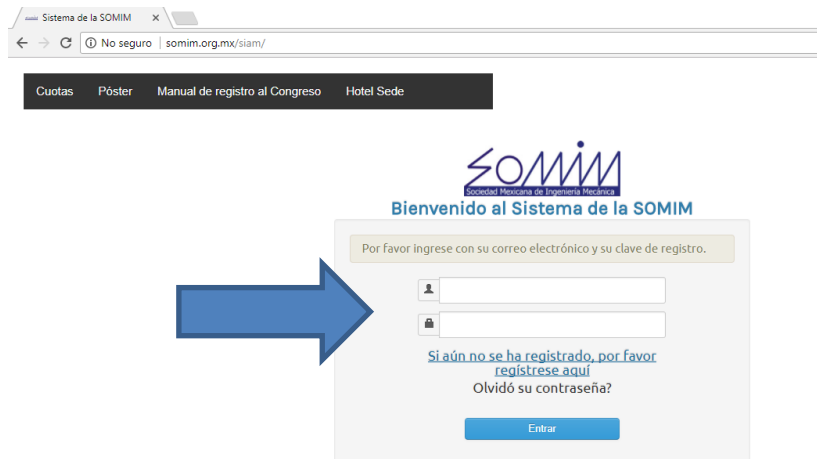 Sistema de la SOMIM
No seguro | somim.org.mx/siam/
Cuotas Póster Manual de registro al Congreso Hotel Sede
SOMIM
Sociedad Mexicana de Ingeniería Mecánica
Bienvenido al Sistema de la SOMIM
Por favor ingrese con su correo electrónico y su clave de registro.
Si aún no se ha registrado, por favor
regístrese aquí
Olvidó su contraseña?
Entrar